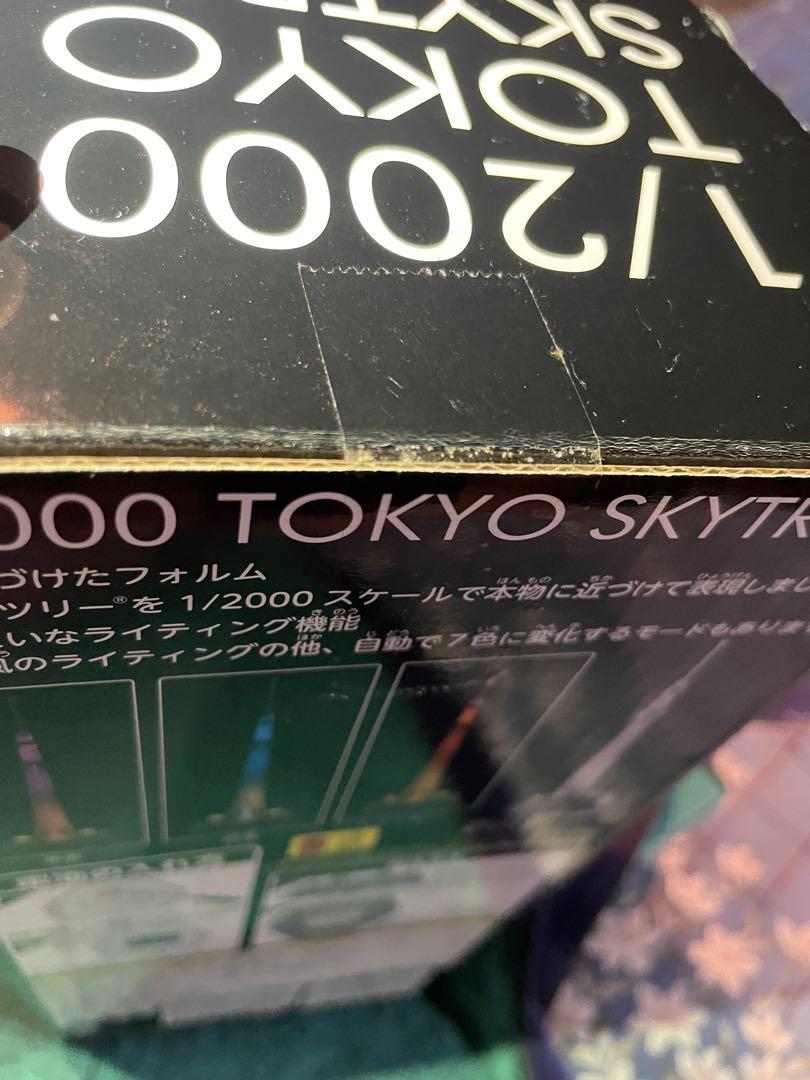 1/2000
TOKYO
SKYTR
000 TOKYO SKYTR
づけたフォルム
ツリー®を 1/2000 スケールで本物に近づけて表現しまし
いなライティング機能
風のライティングの他、自動で7色に変化するモードもありま